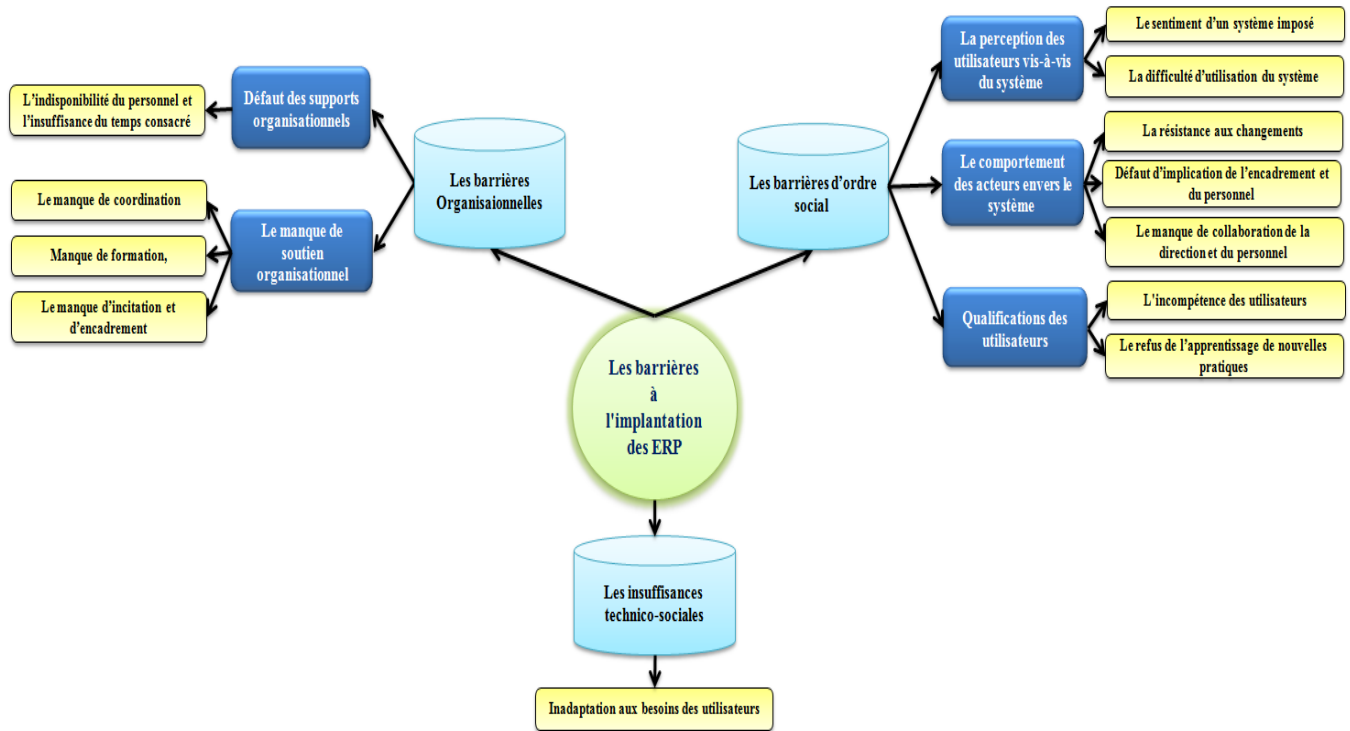 L'indisponibilité du personnel et
l'insuffisance du temps consacré
Défaut des supports
organisationnels
Le manque de coordination
Manque de formation,
Le manque d'incitation et
d'encadrement
Le manque de
soutien
organisationnel
Les barrières
Organisaionnelles
Les barrières d'ordre
social
La perception des
utilisateurs vis-à-vis
du système
Le sentiment d'un système imposé
La difficulté d'utilisation du système
Le comportement
des acteurs envers le
système
La résistance aux changements
Défaut d'implication de l'encadrement et
du personnel
Le manque de collaboration de la
direction et du personnel
Qualifications des
utilisateurs
L'incompétence des utilisateurs
Le refus de l'apprentissage de nouvelles
pratiques
Les barrières
à
l'implantation
des ERP
Les insuffisances
technico-sociales
Inadaptation aux besoins des utilisateurs